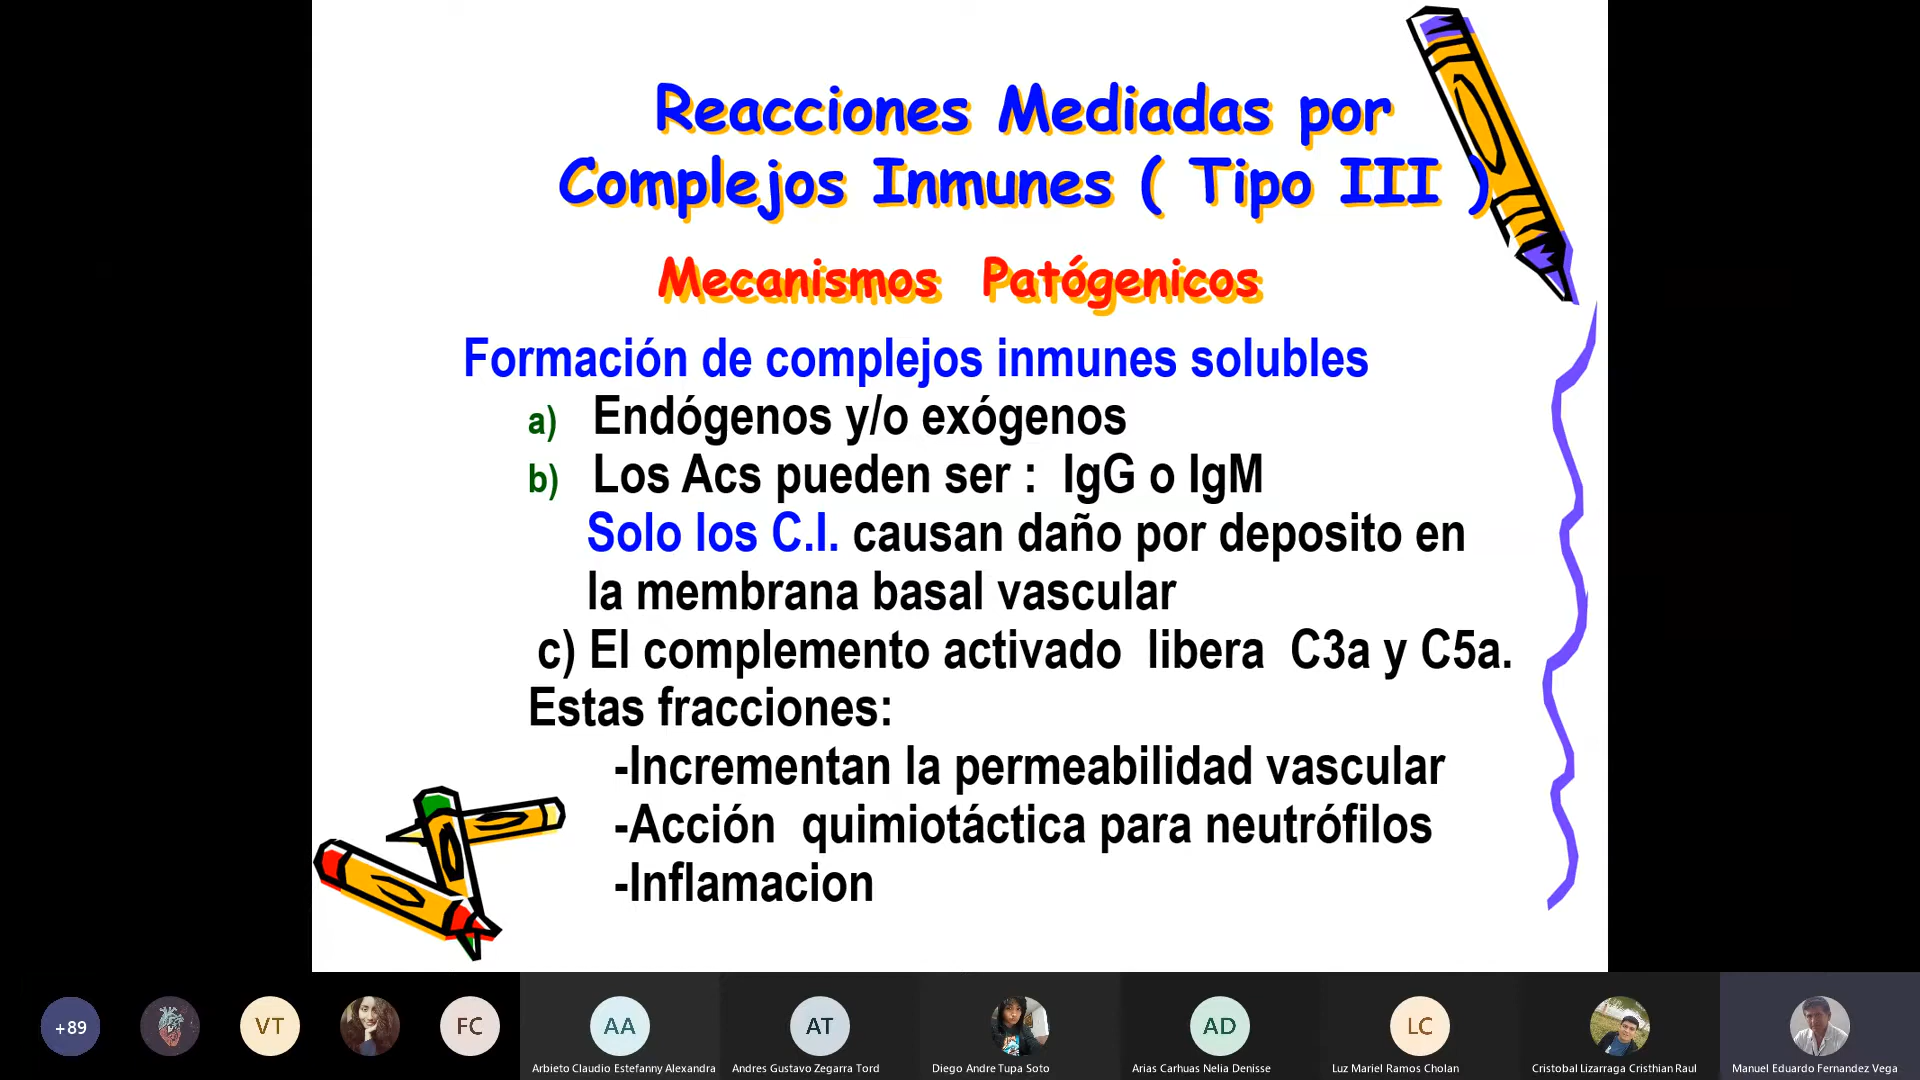 Reacciones Mediadas por
Complejos Inmunes ( Tipo III )
Mecanismos Patógenicos
Formación de complejos inmunes solubles
a) Endógenos y/o exógenos
b) Los Acs pueden ser : IgG o IgM
Solo los C.I. causan daño por deposito en
la membrana basal vascular
c) El complemento activado libera C3a y C5a.
Estas fracciones:
-Incrementan la permeabilidad vascular
-Acción quimiotáctica para neutrófilos
-Inflamacion
+89
VT
FC
AA
AT
AD
LC
Arbieto Claudio Estefanny Alexandra
Andres Gustavo Zegarra Tord
Diego Andre Tupa Soto
Arias Carhuas Nelia Denisse
Luz Mariel Ramos Cholan
Cristobal Lizarraga Cristhian Raul
Manuel Eduardo Fernandez Vega